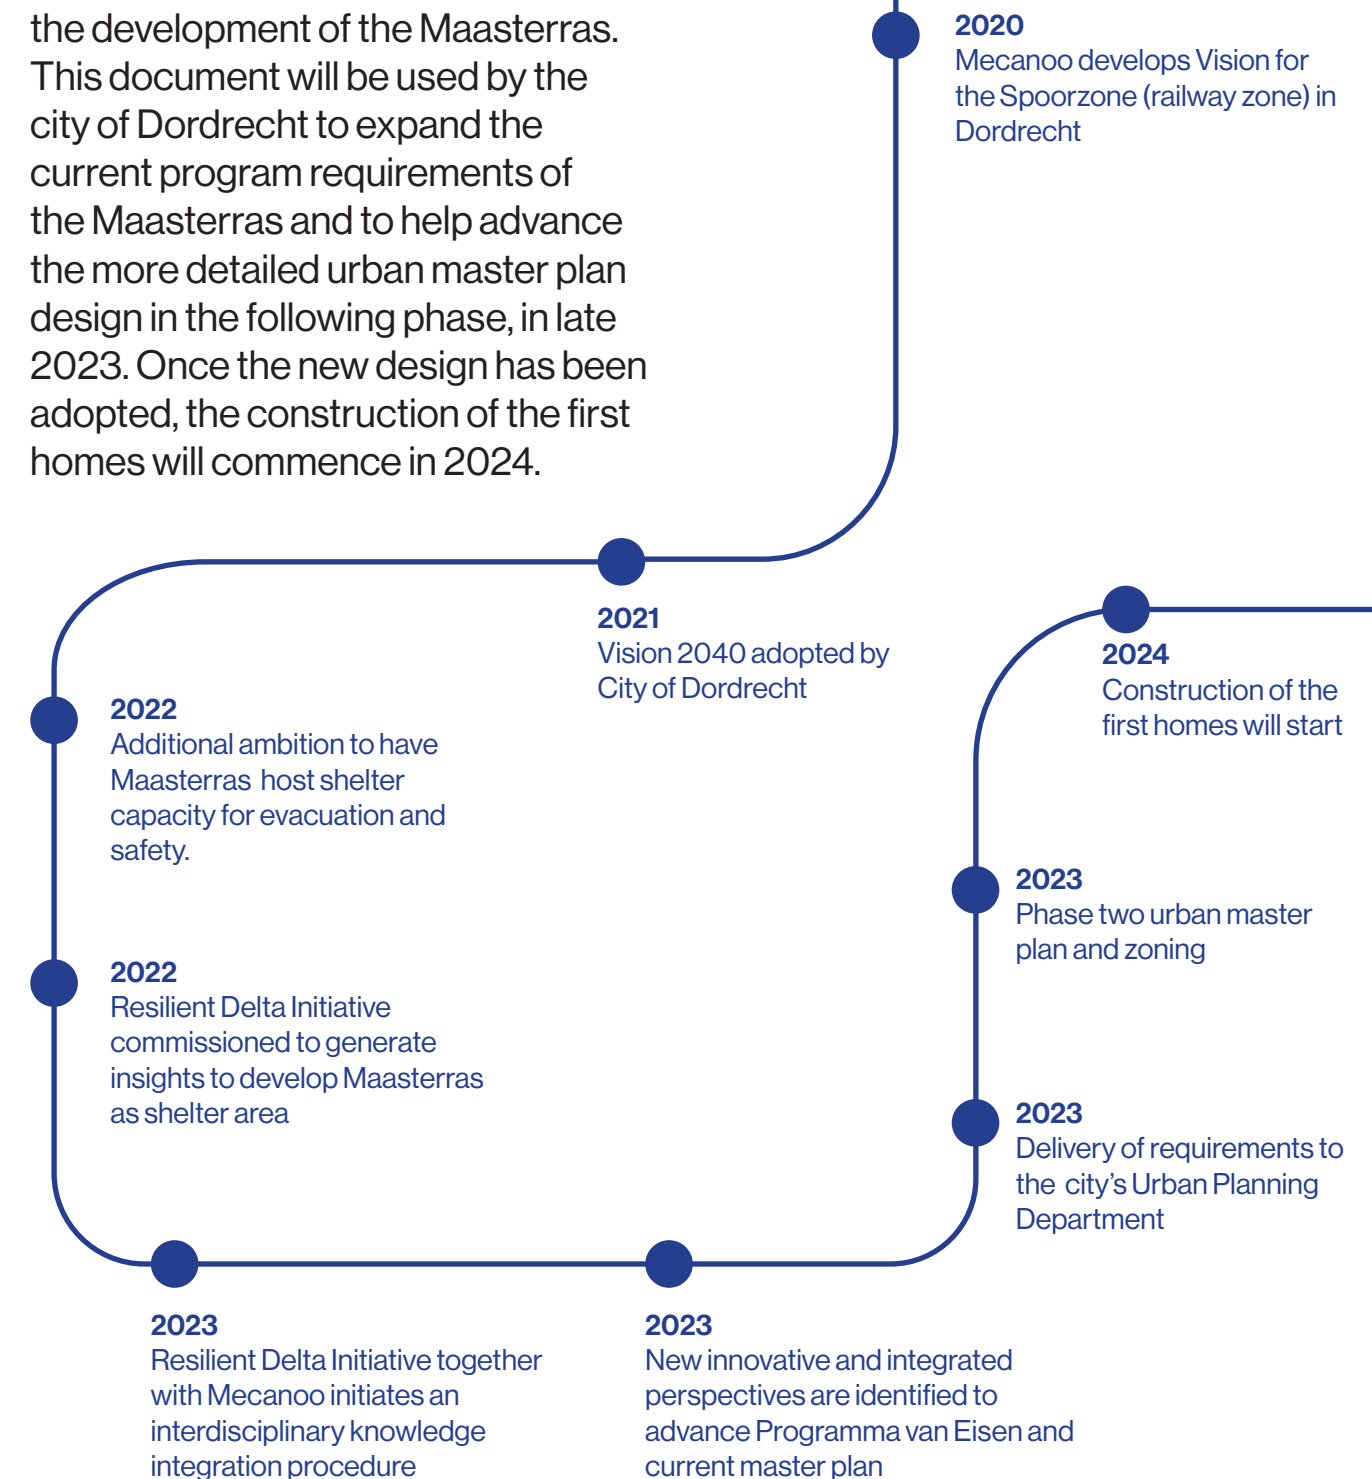 the development of the Maasterras.
This document will be used by the
city of Dordrecht to expand the
current program requirements of
the Maasterras and to help advance
the more detailed urban master plan
design in the following phase, in late
2023. Once the new design has been
adopted, the construction of the first
homes will commence in 2024.
2020
Mecanoo develops Vision for
the Spoorzone (railway zone) in
Dordrecht
2021
Vision 2040 adopted by
City of Dordrecht
2022
Additional ambition to have
Maasterras  host shelter
capacity for evacuation and
safety.
2022
Resilient Delta Initiative
commissioned to generate
insights to develop Maasterras
as shelter area
2023
Resilient Delta Initiative together
with Mecanoo initiates an
interdisciplinary knowledge
integration procedure
2023
New innovative and integrated
perspectives are identified to
advance Programma van Eisen and
current master plan
2023
Delivery of requirements to
the  city’s Urban Planning
Department
2023
Phase two urban master
plan and zoning
2024
Construction of the
first homes will start